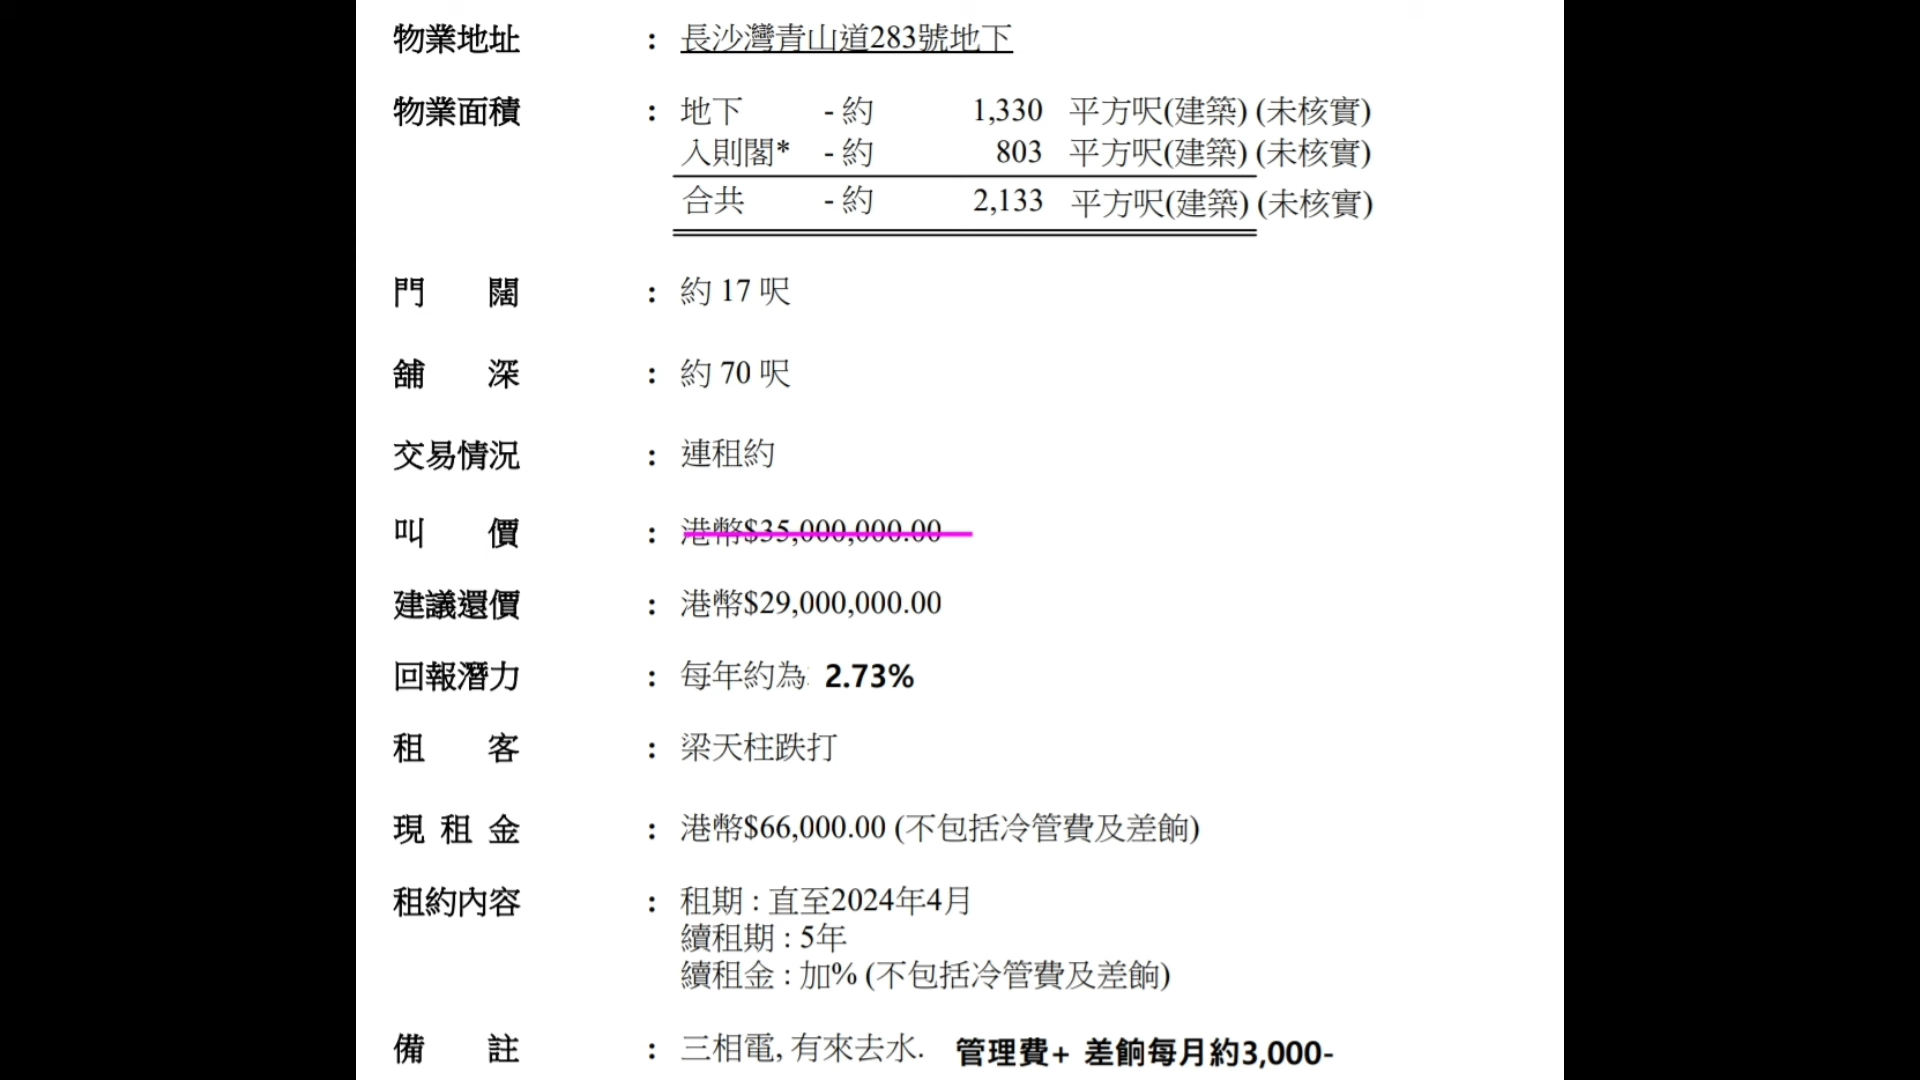 物業地址 : 長沙灣青山道283號地下
物業面積 : 地下 - 約 1,330 平方呎(建築) (未核實)
入則閣* - 約 803 平方呎(建築) (未核實)
合共 - 約 2,133 平方呎(建築) (未核實)
門 闊 : 約 17 呎
舖 深 : 約 70 呎
交易情況 : 連租約
叫 價 : 港幣$35,000,000.00
建議還價 : 港幣$29,000,000.00
回報潛力 : 每年約為 2.73%
租 客 : 梁天柱跌打
現 租 金 : 港幣$66,000.00 (不包括冷管費及差餉)
租約內容 : 租期 : 直至2024年4月
續租期 : 5年
續租金 : 加% (不包括冷管費及差餉)
備 註 : 三相電, 有來去水. 管理費+ 差餉每月約3,000-